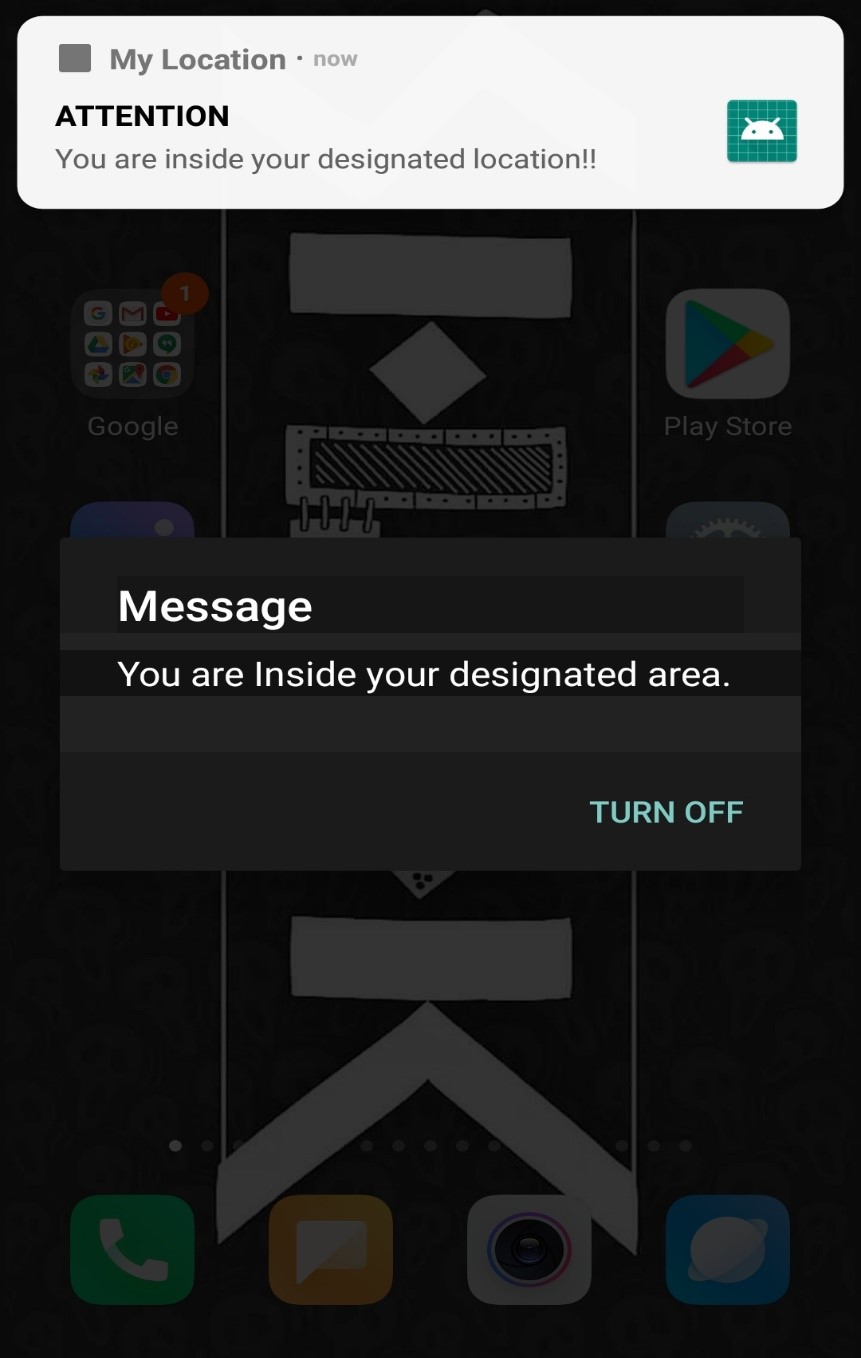 My Location · now
ATTENTION
You are inside your designated location!!
1
Google
Play Store
Message
You are Inside your designated area.
TURN OFF